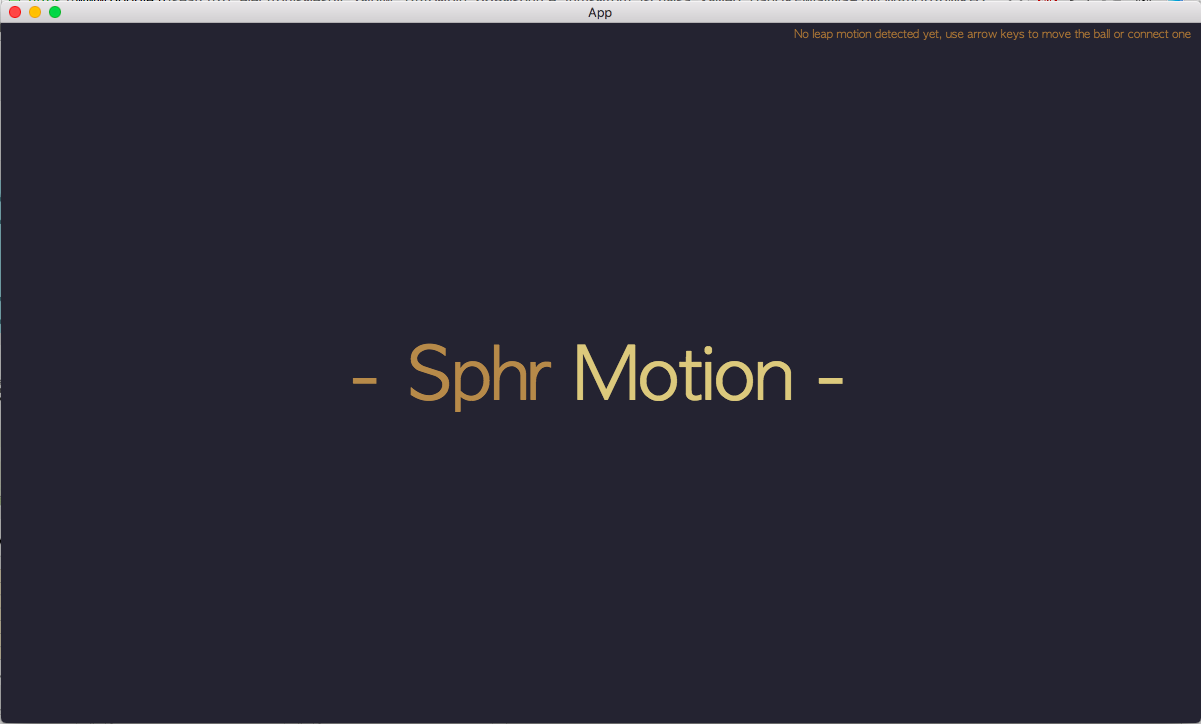 App
No leap motion detected yet, use arrow keys to move the ball or connect one
- Sphr Motion -